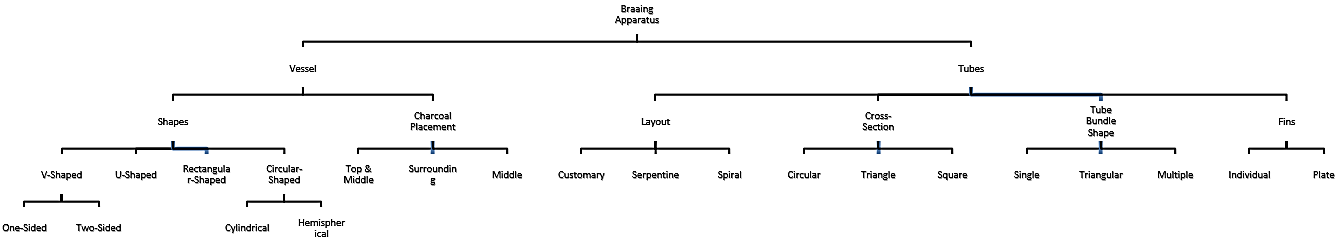 Braaing
Apparatus
Vessel
Tubes
Shapes
Charcoal
Placement
Layout
Cross-
Section
Tube
Bundle
Shape
Fins
V-Shaped
U-Shaped
Rectangula
r-Shaped
Circular-
Shaped
Top &
Middle
Surroundin
g
Middle
Customary
Serpentine
Spiral
Circular
Triangle
Square
Single
Triangular
Multiple
Individual
Plate
One-Sided
Two-Sided
Cylindrical
Hemispher
ical